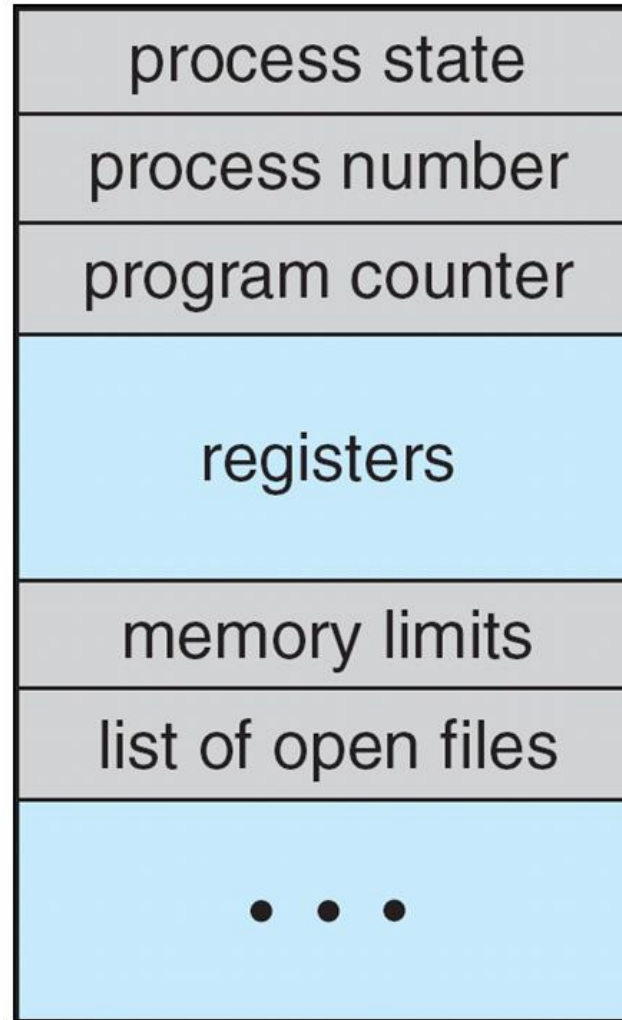 process state
process number
program counter
registers
memory limits
list of open files
• • •